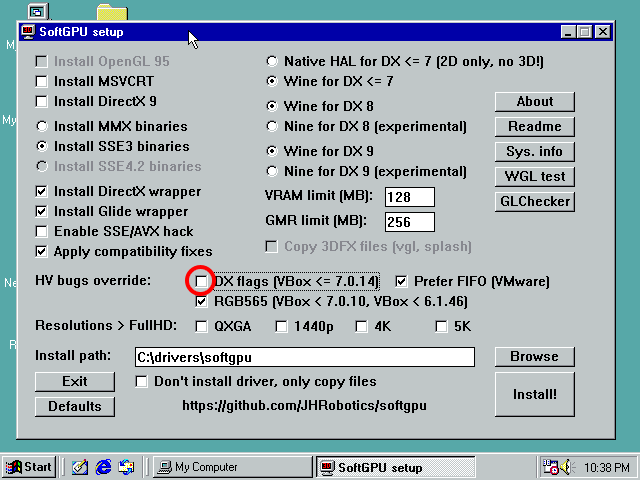 SoftGPU setup
Install OpenGL 95
Install MSVCRT
Install DirectX 9
Install MMX binaries
Install SSE3 binaries
Install SSE4.2 binaries
Install DirectX wrapper
Install Glide wrapper
Enable SSE/AVX hack
Apply compatibility fixes
Native HAL for DX <= 7 (2D only, no 3D!)
Wine for DX <= 7
Wine for DX 8
Nine for DX 8 (experimental)
Wine for DX 9
Nine for DX 9 (experimental)
VRAM limit (MB): 128
GMR limit (MB): 256
Copy 3DFX files (vgl, splash)
About
Readme
Sys. info
WGL test
GLChecker
HV bugs override: DX flags (VBox <= 7.0.14) Prefer FIFO (VMware)
RGB565 (VBox < 7.0.10, VBox < 6.1.46)
Resolutions > FullHD: QXGA 1440p 4K 5K
Install path: C:\drivers\softgpu Browse
Exit Don't install driver, only copy files Install!
Defaults https://github.com/JHRobotics/softgpu
Start My Computer SoftGPU setup 10:38 PM